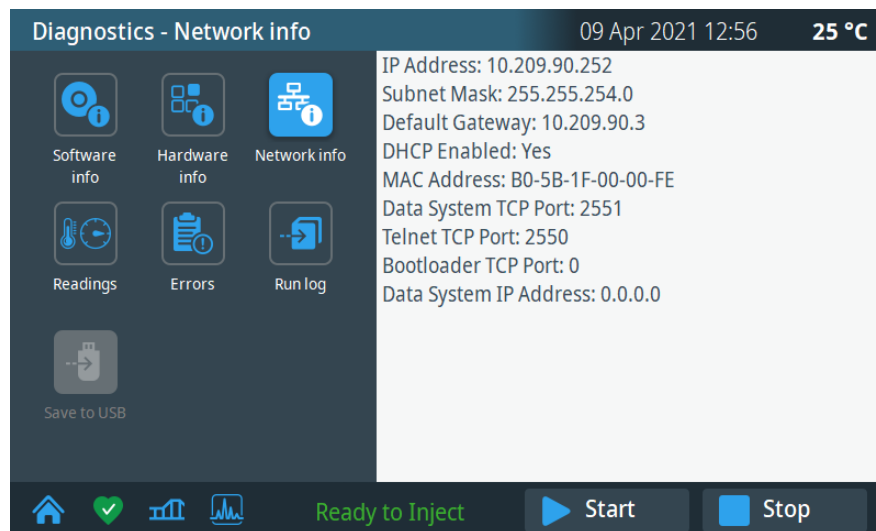 Diagnostics - Network info
09 Apr 2021 12:56
25 °C
Software
info
Hardware
info
Network info
Readings
Errors
Run log
Save to USB
IP Address: 10.209.90.252
Subnet Mask: 255.255.254.0
Default Gateway: 10.209.90.3
DHCP Enabled: Yes
MAC Address: B0-5B-1F-00-00-FE
Data System TCP Port: 2551
Telnet TCP Port: 2550
Bootloader TCP Port: 0
Data System IP Address: 0.0.0.0
Ready to Inject
Start
Stop